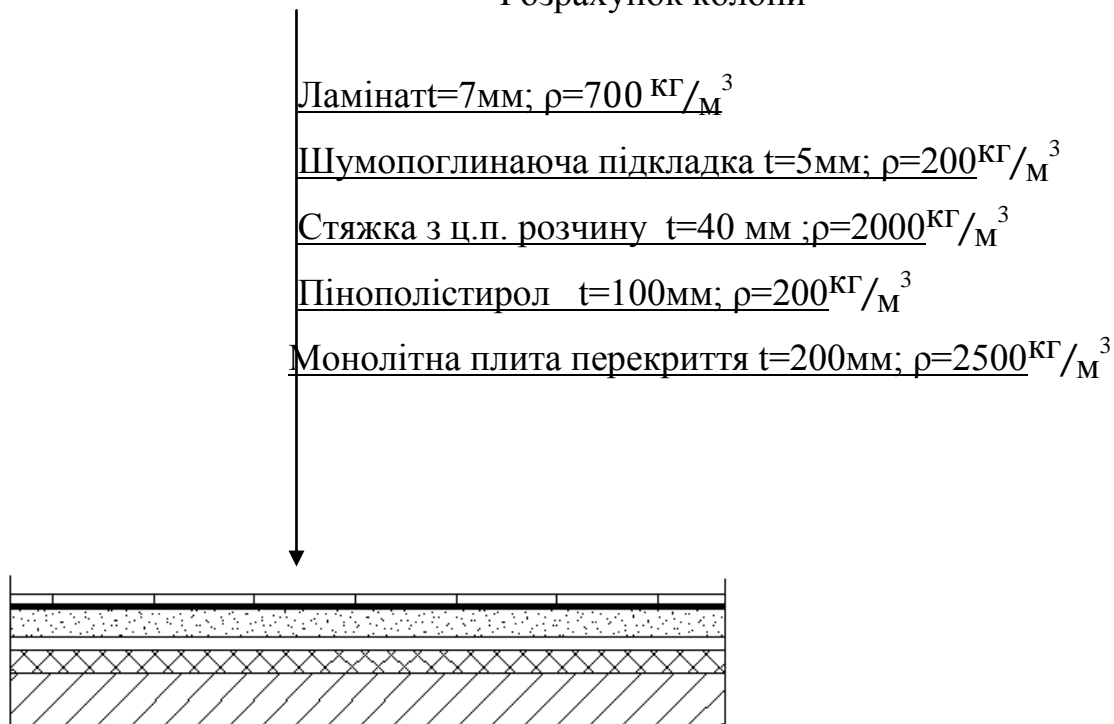 Розрахунок колони
Ламінатt=7мм; ρ=700 кг/м³
Шумопоглинаюча підкладка t=5мм; ρ=200кг/м³
Стяжка з ц.п. розчину t=40 мм ;ρ=2000кг/м³
Пінополістирол t=100мм; ρ=200кг/м³
Монолітна плита перекриття t=200мм; ρ=2500кг/м³